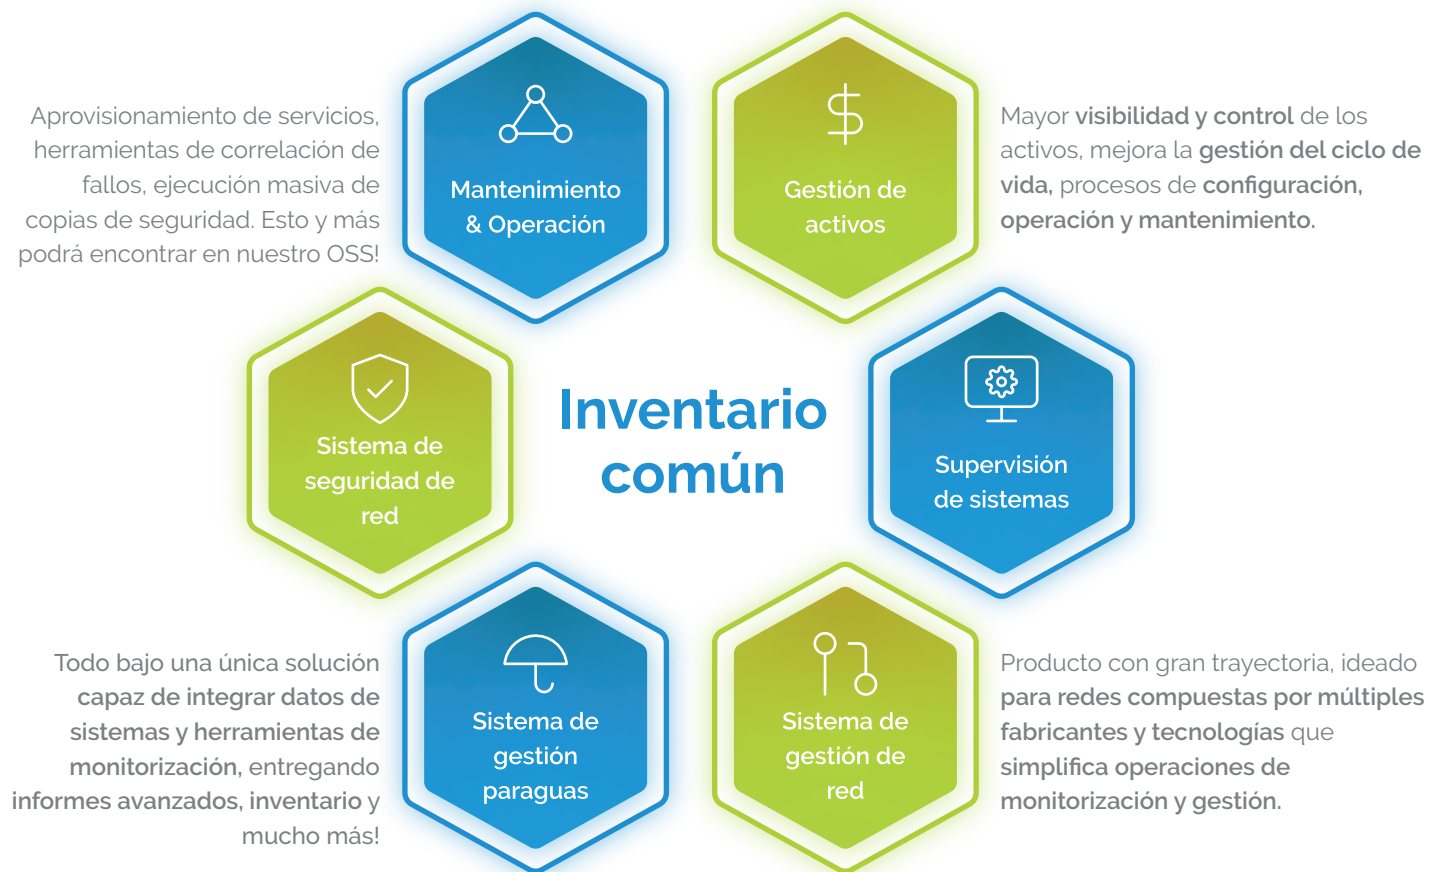 Aprovisionamiento de servicios,
herramientas de correlación de
fallos, ejecución masiva de
copias de seguridad. Esto y más
podrá encontrar en nuestro OSS!
Mantenimiento
& Operación
Gestión de
activos
Mayor visibilidad y control de los
activos, mejora la gestión del ciclo de
vida, procesos de configuración,
operación y mantenimiento.
Sistema de
seguridad de
red
Inventario
común
Supervisión
de sistemas
Todo bajo una única solución
capaz de integrar datos de
sistemas y herramientas de
monitorización, entregando
informes avanzados, inventario y
mucho más!
Sistema de
gestión
paraguas
Sistema de
gestión de
red
Producto con gran trayectoria, ideado
para redes compuestas por múltiples
fabricantes y tecnologías que
simplifica operaciones de
monitorización y gestión.